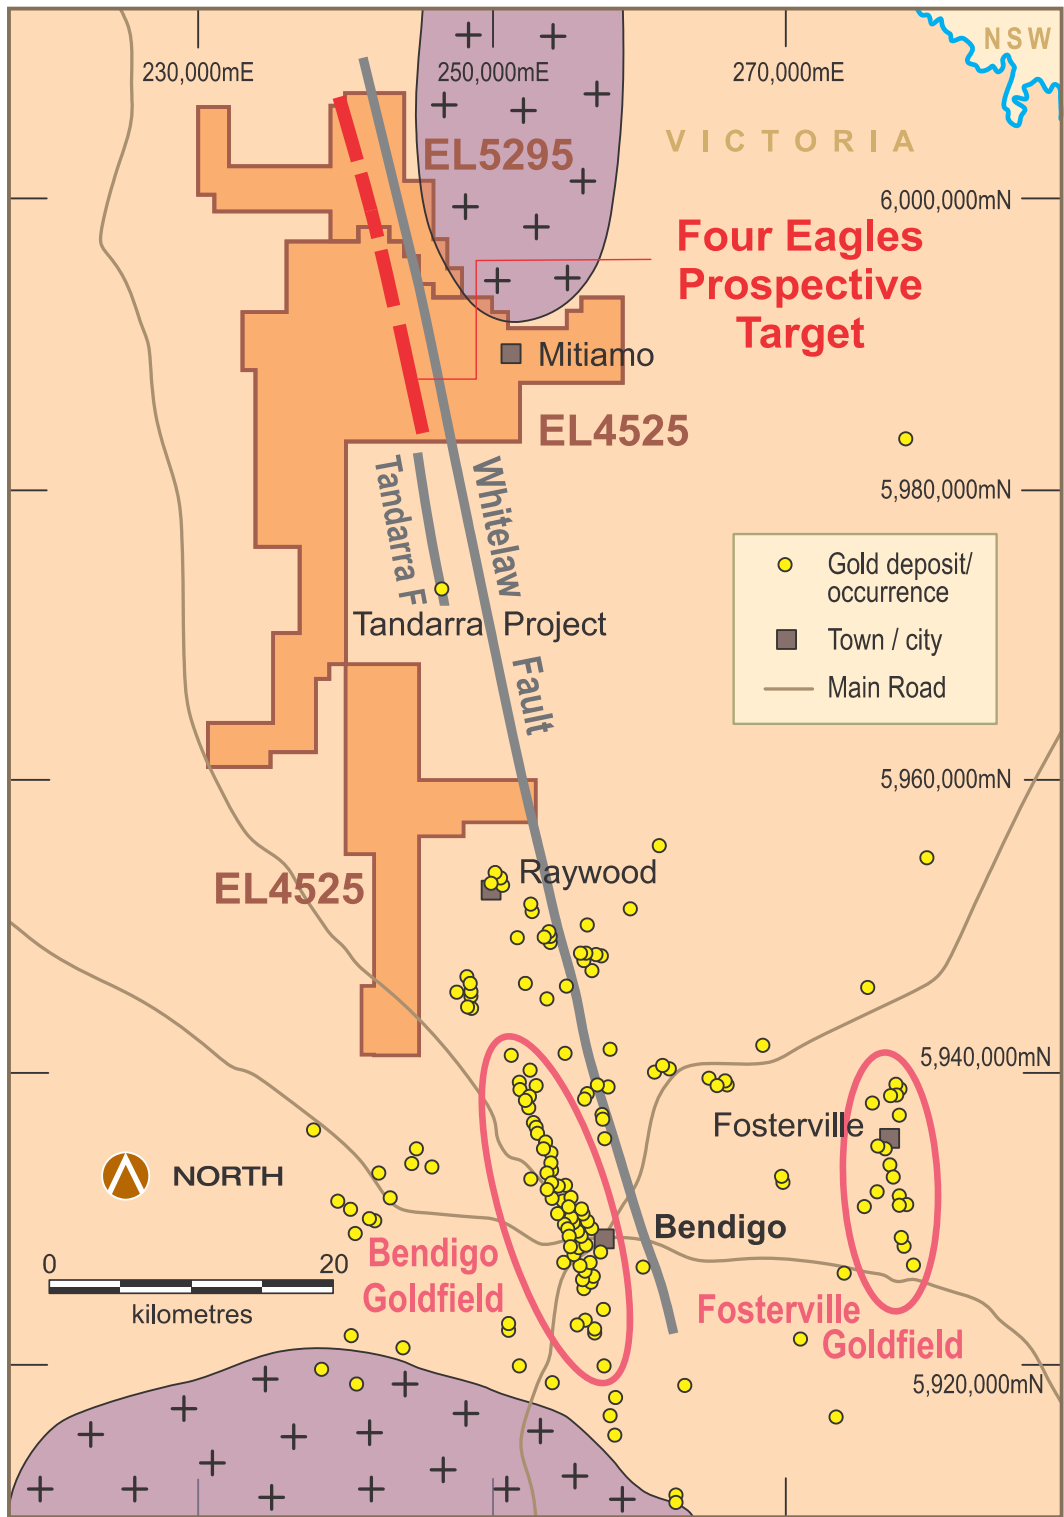 NSW
230,000mE
250,000mE
270,000mE
VICTORIA
EL5295
6,000,000mN
Four Eagles
Prospective
Target
Mitiamo
EL4525
5,980,000mN
Tandarra F
Whitelaw Fault
Gold deposit/
occurrence
Town / city
Main Road
Tandarra Project
5,960,000mN
Raywood
EL4525
5,940,000mN
Fosterville
NORTH
Bendigo
Bendigo
Goldfield
0
20
kilometres
Fosterville
Goldfield
5,920,000mN